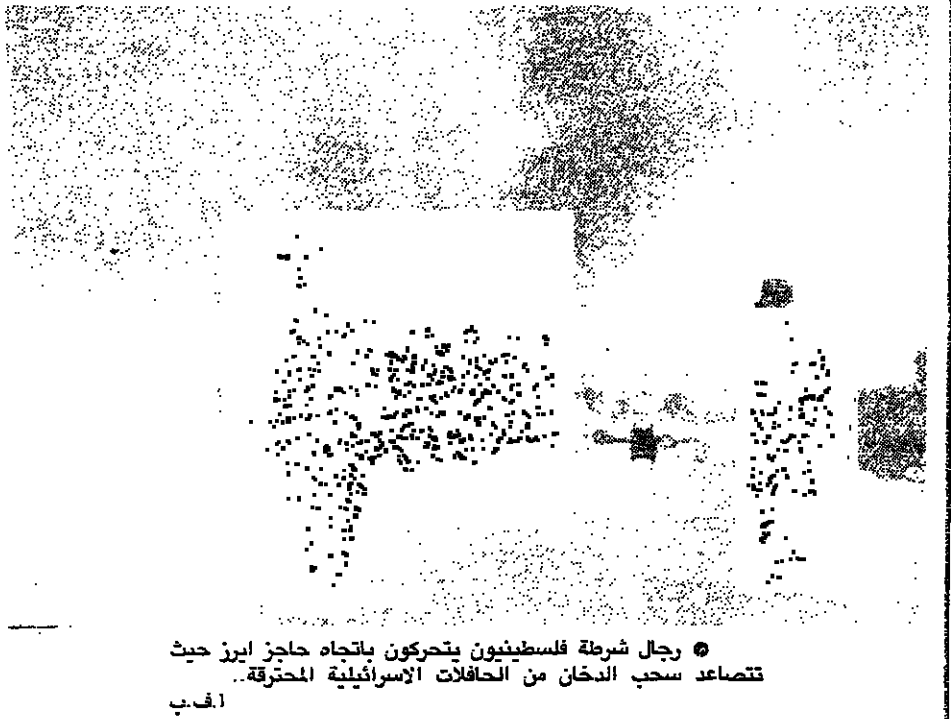 ● رجال شرطة فلسطينيون يتحركون باتجاه حاجز ايرز حيث
تتصاعد سحب الدخان من الحافلات الاسرائيلية المحترقة..
ا.ف.ب